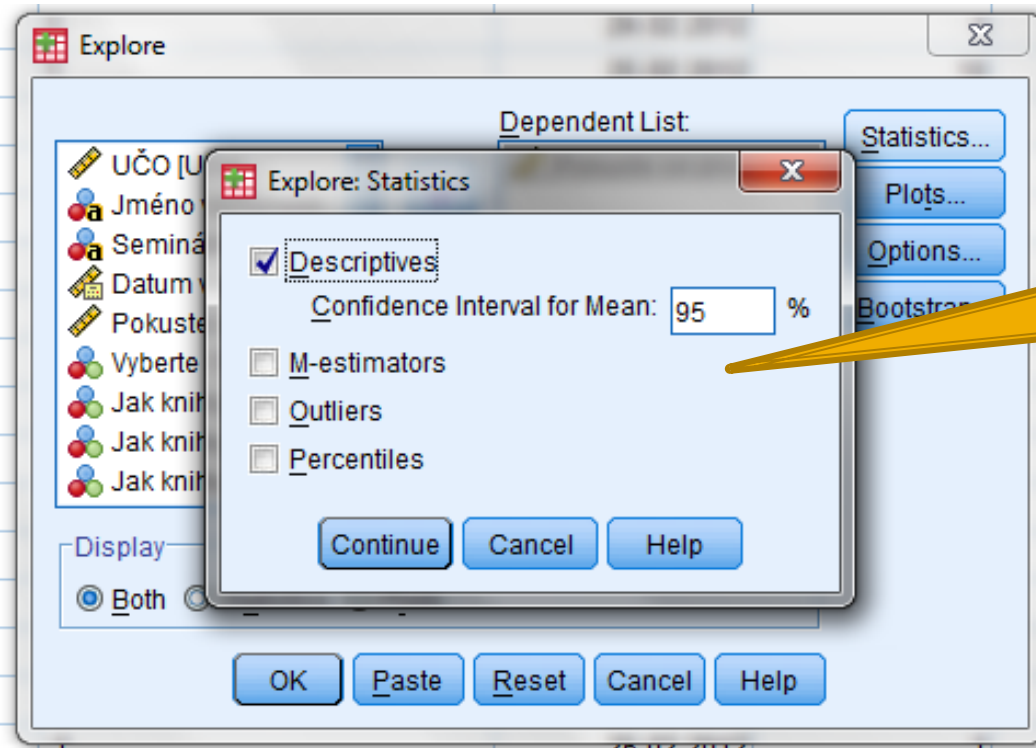 Explore
Dependent List:
Statistics...
Plots...
Options...
UČO [U
Jméno v
Seminá
Datum v
Pokuste
Vyberte
Jak knih
Jak knih
Jak knih
Explore: Statistics
Descriptives
Confidence Interval for Mean: 95 %
M-estimators
Outliers
Percentiles
Continue Cancel Help
Display
Both
OK Paste Reset Cancel Help